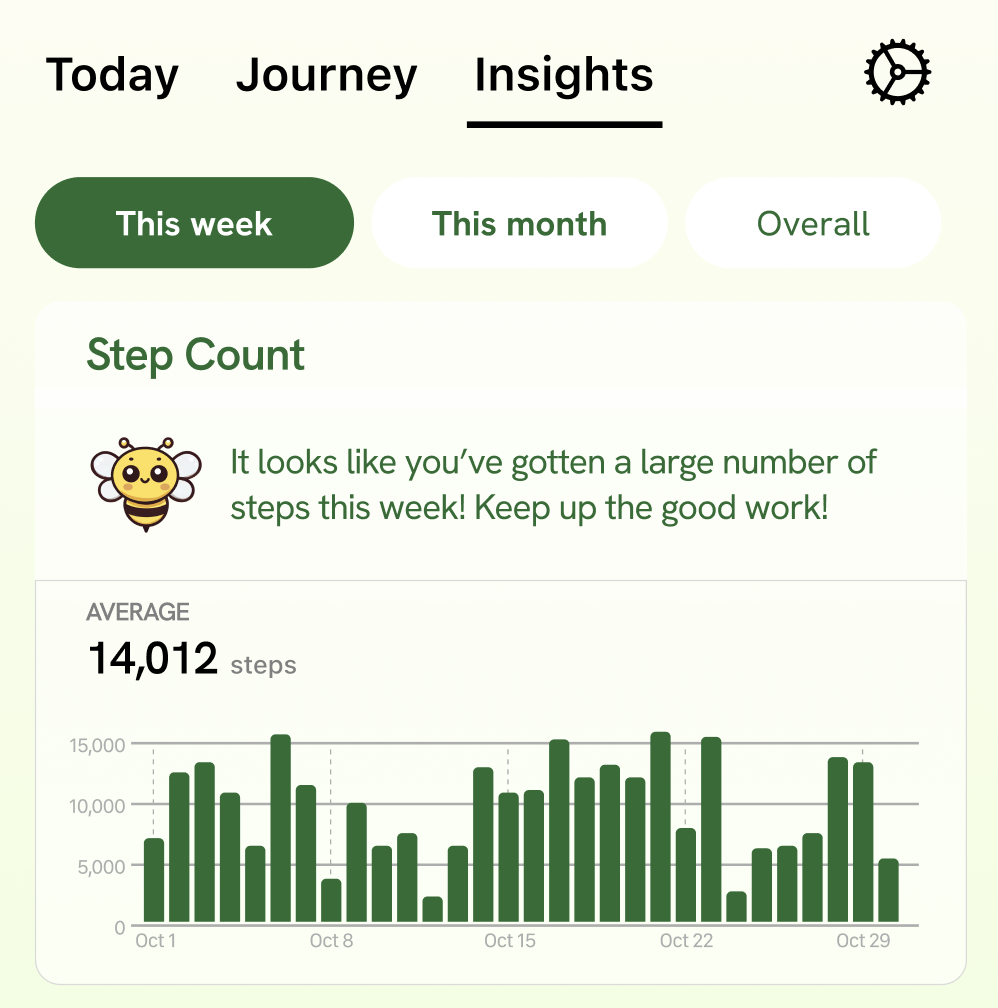 Today Journey Insights
This week This month Overall
Step Count
It looks like you’ve gotten a large number of
steps this week! Keep up the good work!
AVERAGE
14,012 steps
15,000
10,000
5,000
0
Oct 1 Oct 8 Oct 15 Oct 22 Oct 29